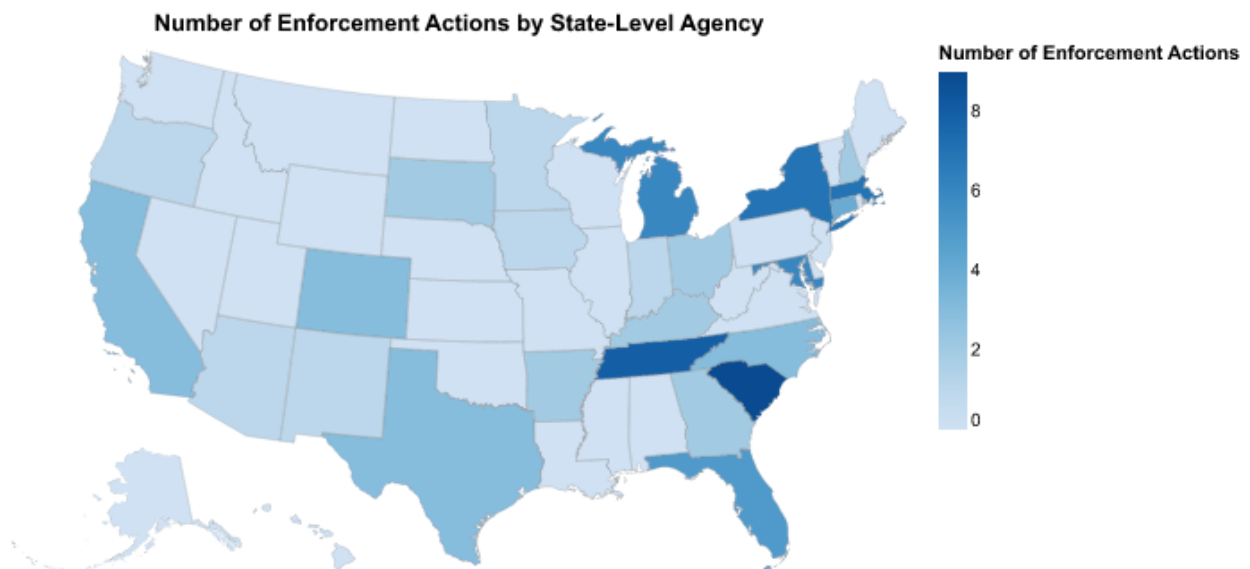 Number of Enforcement Actions by State-Level Agency
Number of Enforcement Actions
8
6
4
2
0